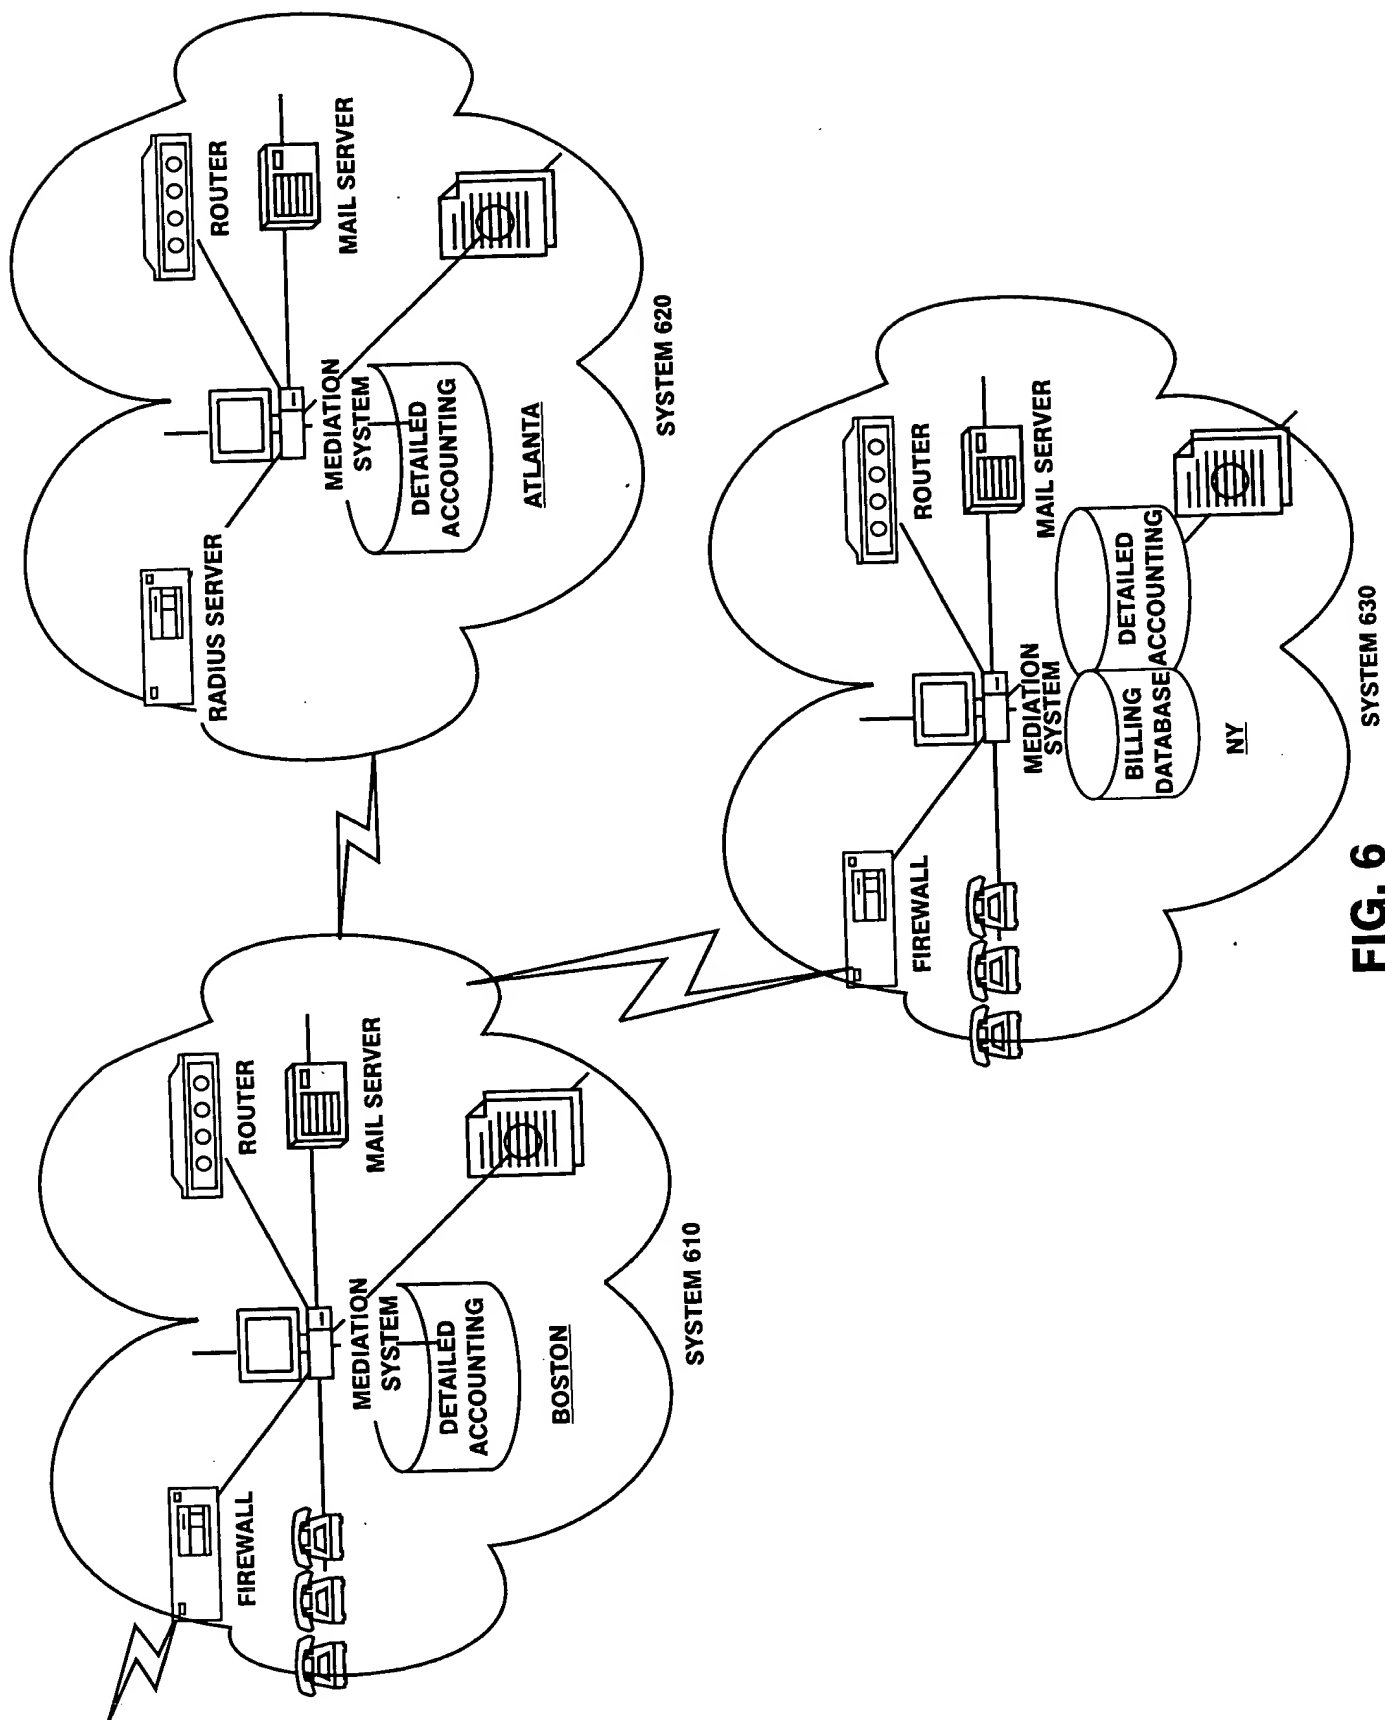 FIREWALL
ROUTER
MAIL SERVER
MEDIATION
SYSTEM
DETAILED
ACCOUNTING
BOSTON
SYSTEM 610
RADIUS SERVER
ROUTER
MAIL SERVER
MEDIATION
SYSTEM
DETAILED
ACCOUNTING
ATLANTA
SYSTEM 620
FIREWALL
ROUTER
MAIL SERVER
MEDIATION
SYSTEM
BILLING
DATABASE
DETAILED
ACCOUNTING
NY
SYSTEM 630
FIG. 6